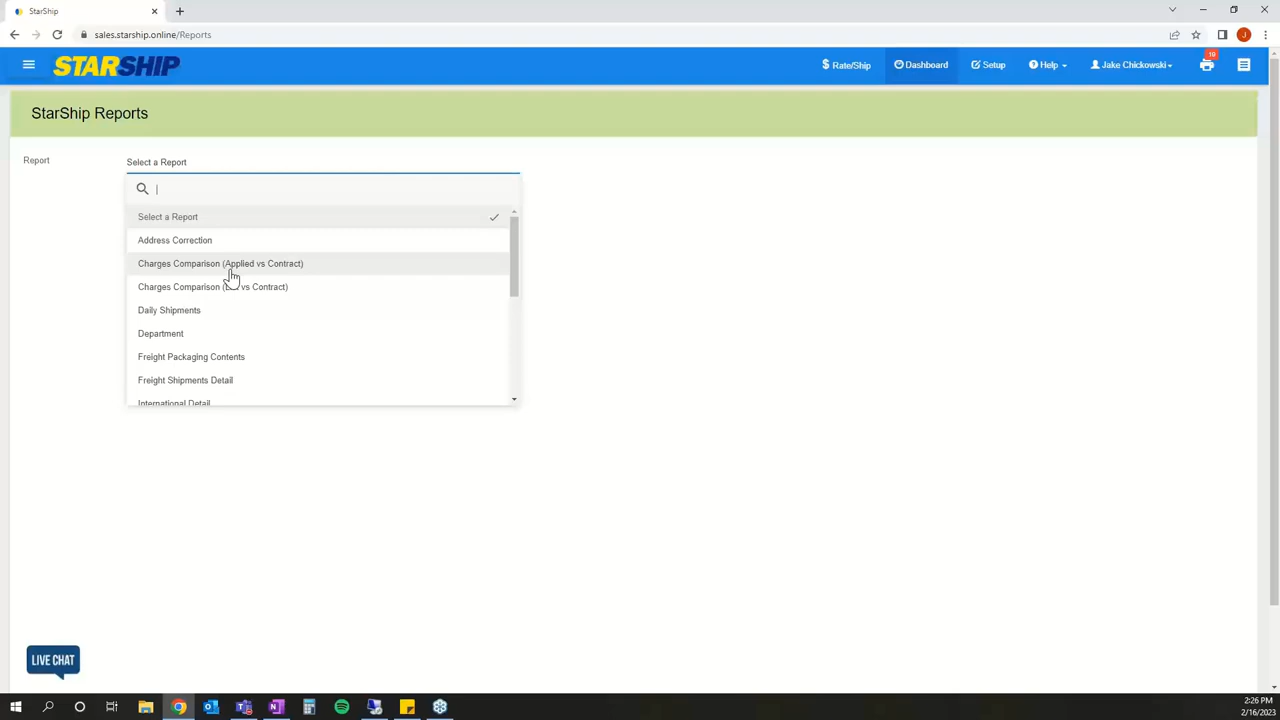 StarShip
sales.starship.online/Reports
J
STARSHIP
$ Rate/Ship
Dashboard
Setup
Help
Jake Chickowski
19
StarShip Reports
Report
Select a Report
Select a Report
Address Correction
Charges Comparison (Applied vs Contract)
Charges Comparison ( vs Contract)
Daily Shipments
Department
Freight Packaging Contents
Freight Shipments Detail
International Detail
LIVE CHAT
2:26 PM
2/16/2023